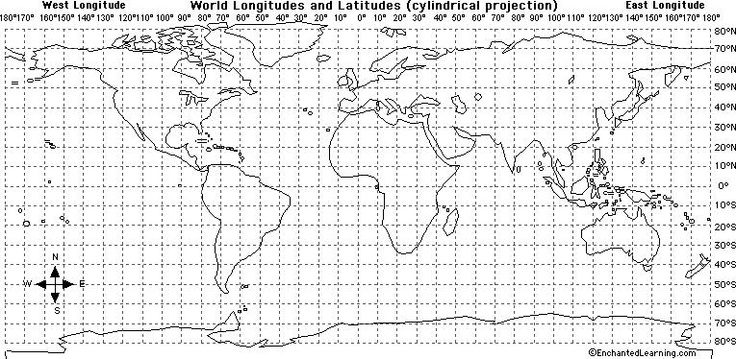 West Longitude World Longitudes and Latitudes (cylindrical projection) East Longitude
180°170° 160°150° 140°130° 120°110° 100° 90° 80° 70° 60° 50° 40° 30° 20° 10° 0° 10° 20° 30° 40° 50° 60° 70° 80° 90° 100° 110° 120°130° 140°150° 160°170° 180°
80°N
70°N
60°N
50°N
40°N
30°N
20°N
10°N
0°
10°S
20°S
30°S
N
40°S
W E
50°S
S
60°S
70°S
80°S
©EnchantedLearning.com